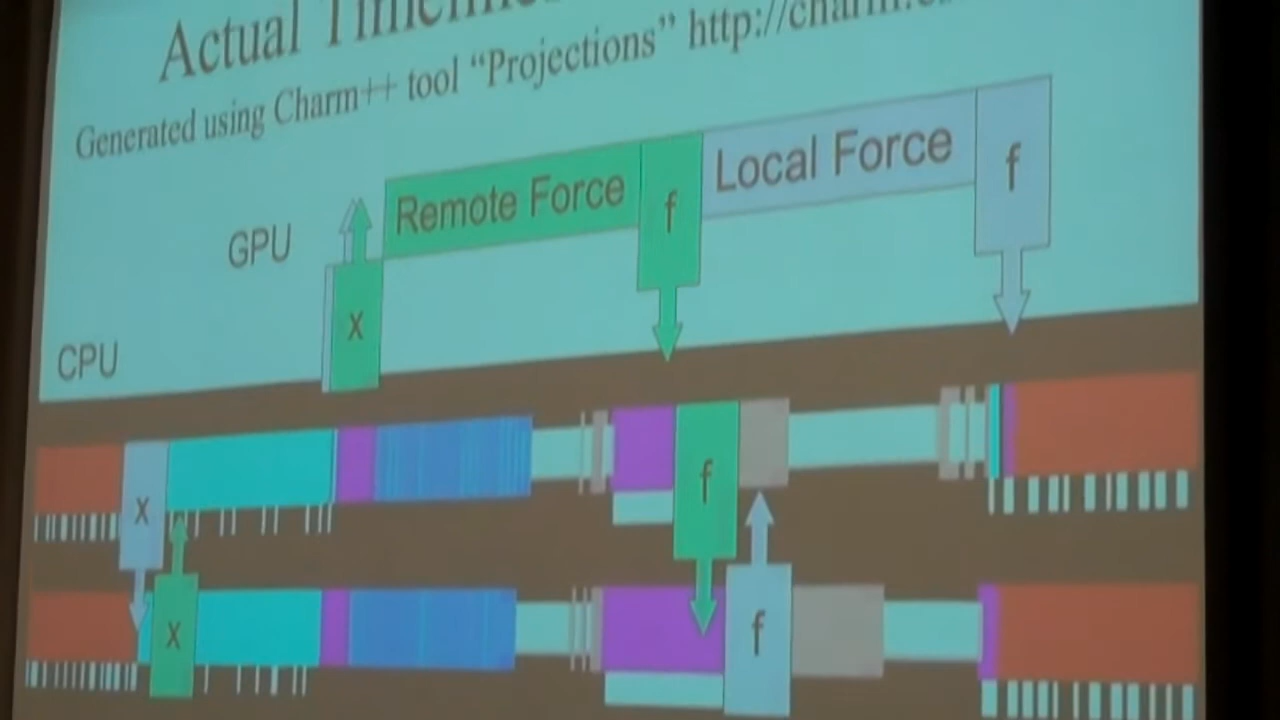 Actual
Generated using Charm++ tool “Projections” http://charm.
GPU
Remote Force
f
Local Force
f
x
CPU
x
f
x
f